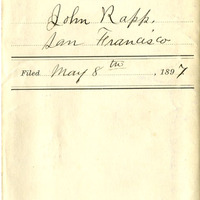 John Rapp.
San Francisco
Filed May 8th, 1897